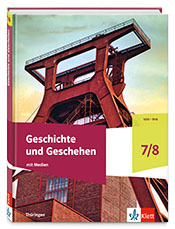 Geschichte
und Geschehen
mit Medien
7/8
Thüringen
Klett